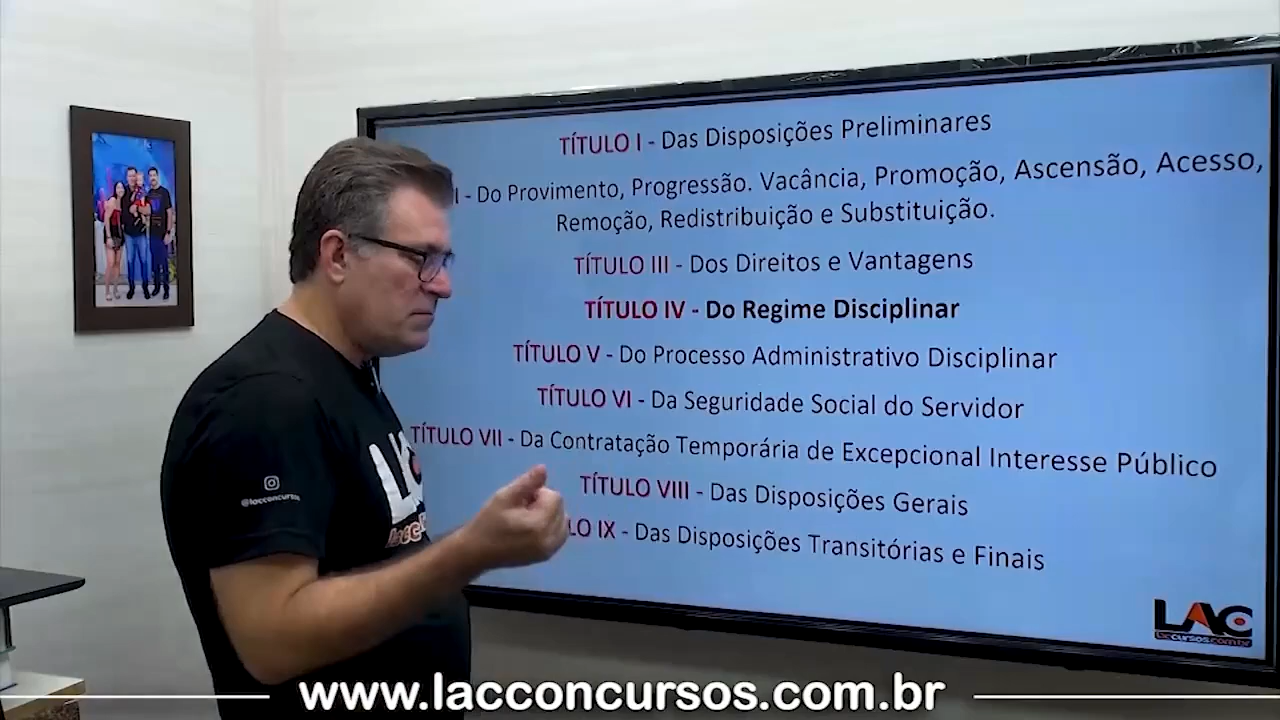 TÍTULO I - Das Disposições Preliminares
I - Do Provimento, Progressão. Vacância, Promoção, Ascensão, Acesso,
Remoção, Redistribuição e Substituição.
TÍTULO III - Dos Direitos e Vantagens
TÍTULO IV - Do Regime Disciplinar
TÍTULO V - Do Processo Administrativo Disciplinar
TÍTULO VI - Da Seguridade Social do Servidor
TÍTULO VII - Da Contratação Temporária de Excepcional Interesse Público
TÍTULO VIII - Das Disposições Gerais
LO IX - Das Disposições Transitórias e Finais
@lacconcursos
LAC
www.lacconcursos.com.br